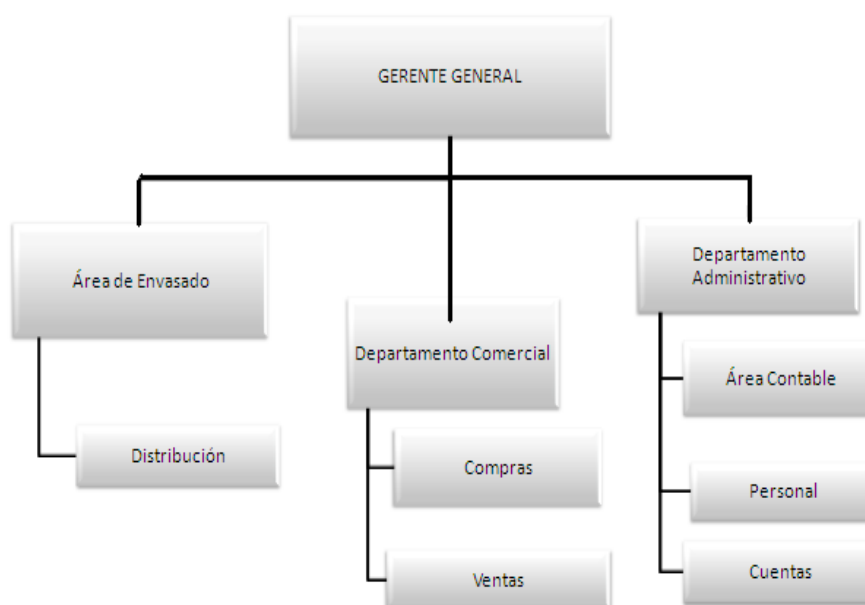 GERENTE GENERAL
Área de Envasado
Distribución
Departamento Comercial
Compras
Ventas
Departamento
Administrativo
Área Contable
Personal
Cuentas